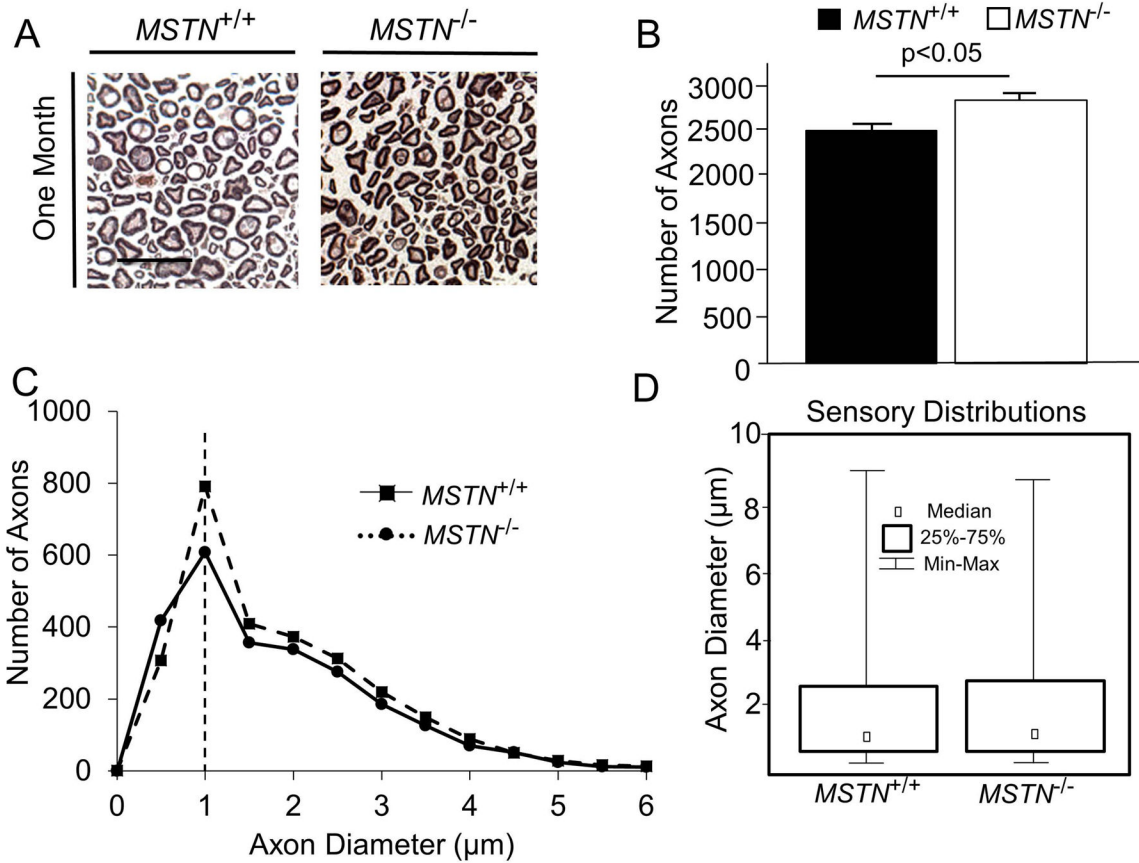 A
MSTN+/+
MSTN-/-
One Month
B
MSTN+/+
MSTN-/-
p<0.05
Number of Axons
3000
2500
2000
1500
1000
500
0
C
Number of Axons
1000
800
600
400
200
0
MSTN+/+
MSTN-/-
0 1 2 3 4 5 6
Axon Diameter (µm)
D
Sensory Distributions
Axon Diameter (µm)
10
8
6
4
2
Median
25%-75%
Min-Max
MSTN+/+
MSTN-/-